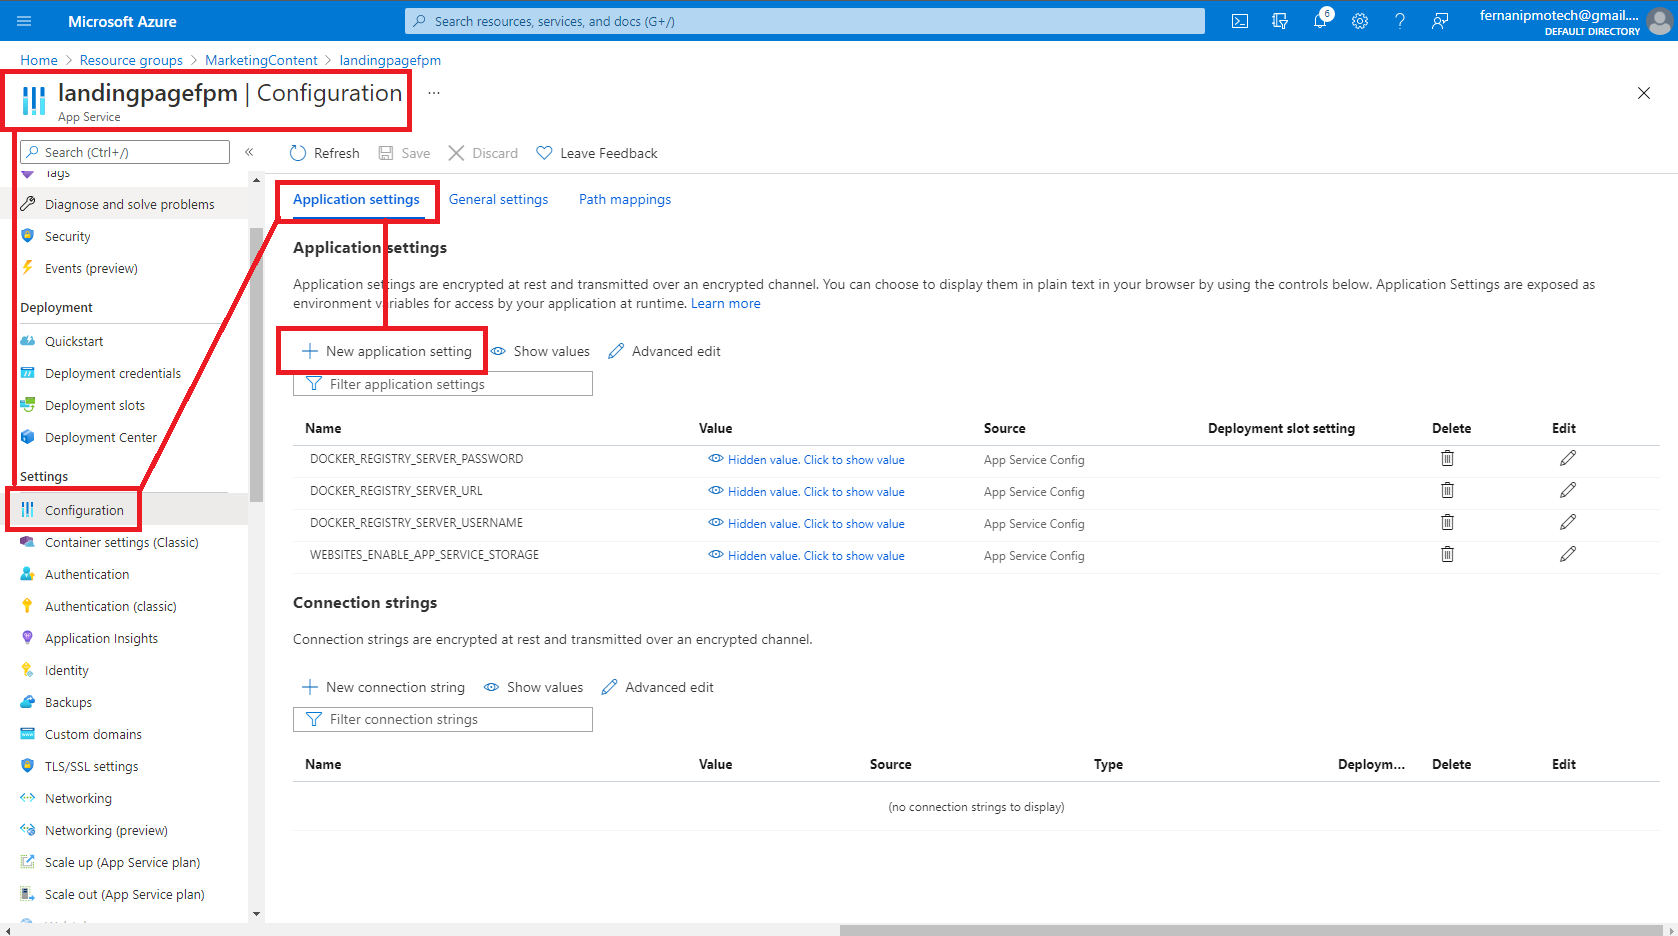 Microsoft Azure
Search resources, services, and docs (G+/)
6
fernanipmotech@gmail....
DEFAULT DIRECTORY
Home > Resource groups > MarketingContent > landingpagefpm
landingpagefpm | Configuration ...
App Service
Search (Ctrl+/)
«
Refresh
Save
Discard
Leave Feedback
Tags
Diagnose and solve problems
Security
Events (preview)
Deployment
Quickstart
Deployment credentials
Deployment slots
Deployment Center
Settings
Configuration
Container settings (Classic)
Authentication
Authentication (classic)
Application Insights
Identity
Backups
Custom domains
TLS/SSL settings
Networking
Networking (preview)
Scale up (App Service plan)
Scale out (App Service plan)
Application settings
General settings
Path mappings
Application settings
Application settings are encrypted at rest and transmitted over an encrypted channel. You can choose to display them in plain text in your browser by using the controls below. Application Settings are exposed as
environment variables for access by your application at runtime. Learn more
New application setting
Show values
Advanced edit
Filter application settings
Name Value Source Deployment slot setting Delete Edit
DOCKER_REGISTRY_SERVER_PASSWORD Hidden value. Click to show value App Service Config
DOCKER_REGISTRY_SERVER_URL Hidden value. Click to show value App Service Config
DOCKER_REGISTRY_SERVER_USERNAME Hidden value. Click to show value App Service Config
WEBSITES_ENABLE_APP_SERVICE_STORAGE Hidden value. Click to show value App Service Config
Connection strings
Connection strings are encrypted at rest and transmitted over an encrypted channel.
New connection string
Show values
Advanced edit
Filter connection strings
Name Value Source Type Deploym... Delete Edit
(no connection strings to display)